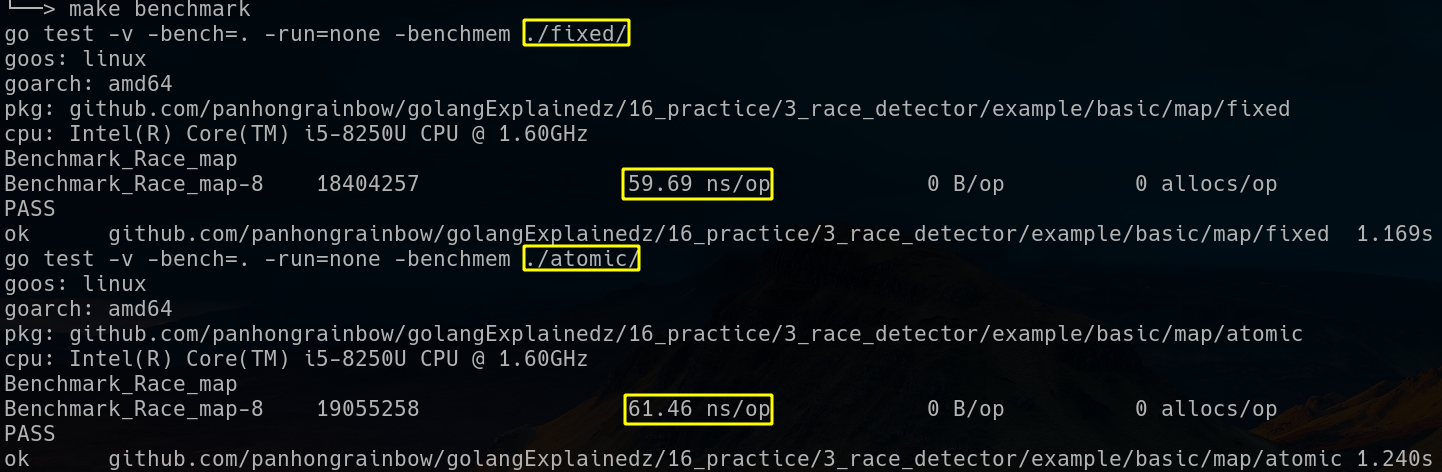 └──> make benchmark
go test -v -bench=. -run=none -benchmem ./fixed/
goos: linux
goarch: amd64
pkg: github.com/panhongrainbow/golangExplainedz/16_practice/3_race_detector/example/basic/map/fixed
cpu: Intel(R) Core(TM) i5-8250U CPU @ 1.60GHz
Benchmark_Race_map
Benchmark_Race_map-8    18404257                59.69 ns/op            0 B/op          0 allocs/op
PASS
ok      github.com/panhongrainbow/golangExplainedz/16_practice/3_race_detector/example/basic/map/fixed  1.169s
go test -v -bench=. -run=none -benchmem ./atomic/
goos: linux
goarch: amd64
pkg: github.com/panhongrainbow/golangExplainedz/16_practice/3_race_detector/example/basic/map/atomic
cpu: Intel(R) Core(TM) i5-8250U CPU @ 1.60GHz
Benchmark_Race_map
Benchmark_Race_map-8    19055258                61.46 ns/op            0 B/op          0 allocs/op
PASS
ok      github.com/panhongrainbow/golangExplainedz/16_practice/3_race_detector/example/basic/map/atomic 1.240s